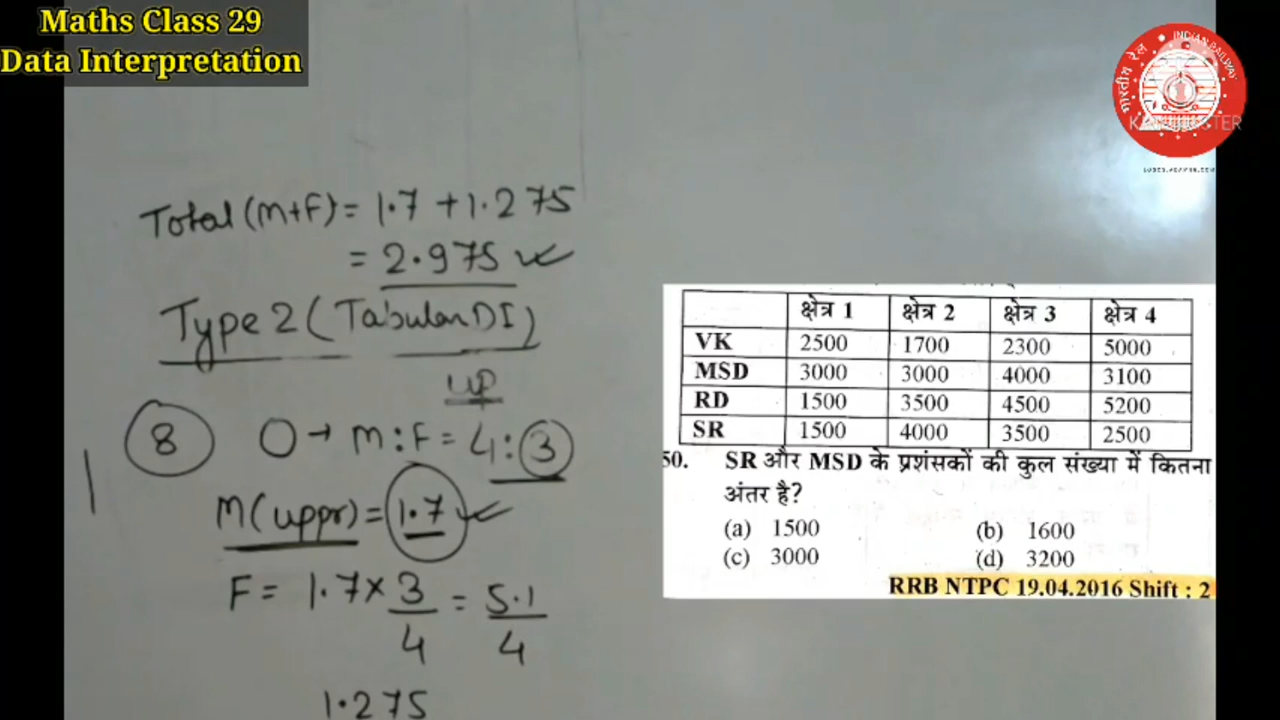 Maths Class 29
Data Interpretation
भारतीय रेल
INDIAN RAILWAY
Total (M+F) = 1.7 + 1.275
= 2.975
Type 2 (Tabular DI)
UP
8 O → M : F = 4 : 3
M (uppr) = 1.7
F = 1.7 × 3/4 = 5.1/4
1.275
क्षेत्र 1 क्षेत्र 2 क्षेत्र 3 क्षेत्र 4
VK 2500 1700 2300 5000
MSD 3000 3000 4000 3100
RD 1500 3500 4500 5200
SR 1500 4000 3500 2500
50. SR और MSD के प्रशंसकों की कुल संख्या में कितना
अंतर है?
(a) 1500 (b) 1600
(c) 3000 (d) 3200
RRB NTPC 19.04.2016 Shift : 2